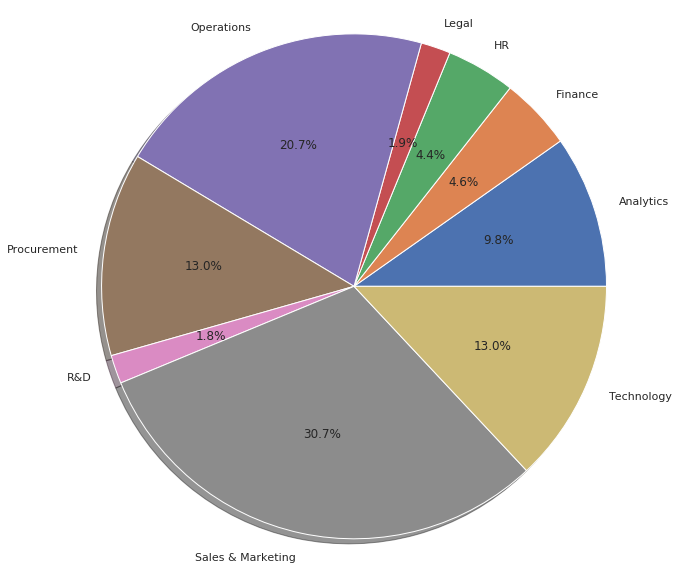 Legal
Operations
HR
Finance
1.9%
20.7%
4.4%
4.6%
Analytics
9.8%
Procurement
13.0%
1.8%
13.0%
R&D
Technology
30.7%
Sales & Marketing